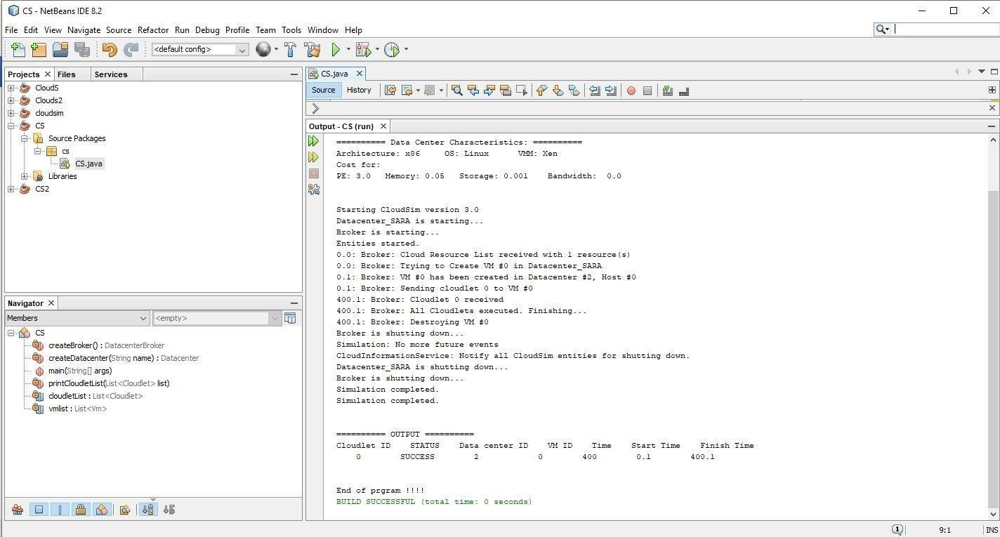 CS - NetBeans IDE 8.2
File Edit View Navigate Source Refactor Run Debug Profile Team Tools Window Help
<default config>
Projects Files Services
CloudS
Clouds2
cloudsim
CS
Source Packages
cs
CS.java
Libraries
CS2
Navigator
Members <empty>
CS
createBroker() : DatacenterBroker
createDatacenter(String name) : Datacenter
main(String[] args)
printCloudletList(List<Cloudlet> list)
cloudletList : List<Cloudlet>
vmlist : List<Vm>
CS.java
Source History
Output - CS (run)
========== Data Center Characteristics: ==========
Architecture: x86 OS: Linux VMM: Xen
Cost for:
PE: 3.0 Memory: 0.05 Storage: 0.001 Bandwidth: 0.0
Starting CloudSim version 3.0
Datacenter_SARA is starting...
Broker is starting...
Entities started.
0.0: Broker: Cloud Resource List received with 1 resource(s)
0.0: Broker: Trying to Create VM #0 in Datacenter_SARA
0.1: Broker: VM #0 has been created in Datacenter #2, Host #0
0.1: Broker: Sending cloudlet 0 to VM #0
400.1: Broker: Cloudlet 0 received
400.1: Broker: All Cloudlets executed. Finishing...
400.1: Broker: Destroying VM #0
Broker is shutting down...
Simulation: No more future events
CloudInformationService: Notify all CloudSim entities for shutting down.
Datacenter_SARA is shutting down...
Broker is shutting down...
Simulation completed.
Simulation completed.
========== OUTPUT ==========
Cloudlet ID STATUS Data center ID VM ID Time Start Time Finish Time
0 SUCCESS 2 0 400 0.1 400.1
End of prgram !!!!
BUILD SUCCESSFUL (total time: 0 seconds)
1 9:1 INS